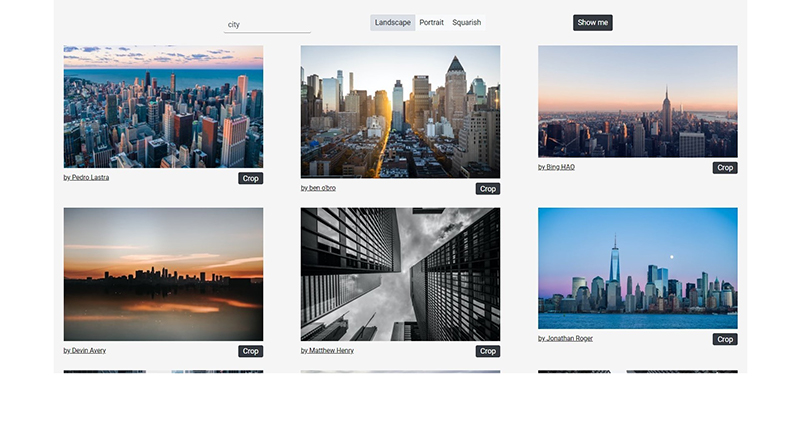 city
Landscape Portrait Squarish
Show me
by Pedro Lastra
Crop
by ben o'bro
Crop
by Bing HAO
Crop
by Devin Avery
Crop
by Matthew Henry
Crop
by Jonathan Roger
Crop